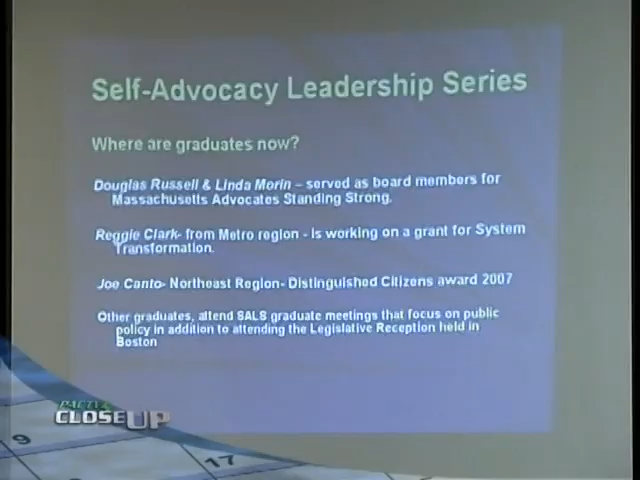 Self-Advocacy Leadership Series
Where are graduates now?
Douglas Russell & Linda Morin – served as board members for
Massachusetts Advocates Standing Strong.
Reggie Clark- from Metro region - is working on a grant for System
Transformation.
Joe Canto- Northeast Region- Distinguished Citizens award 2007
Other graduates, attend SALS graduate meetings that focus on public
policy in addition to attending the Legislative Reception held in
Boston
PACTV
CLOSEUP
9
17